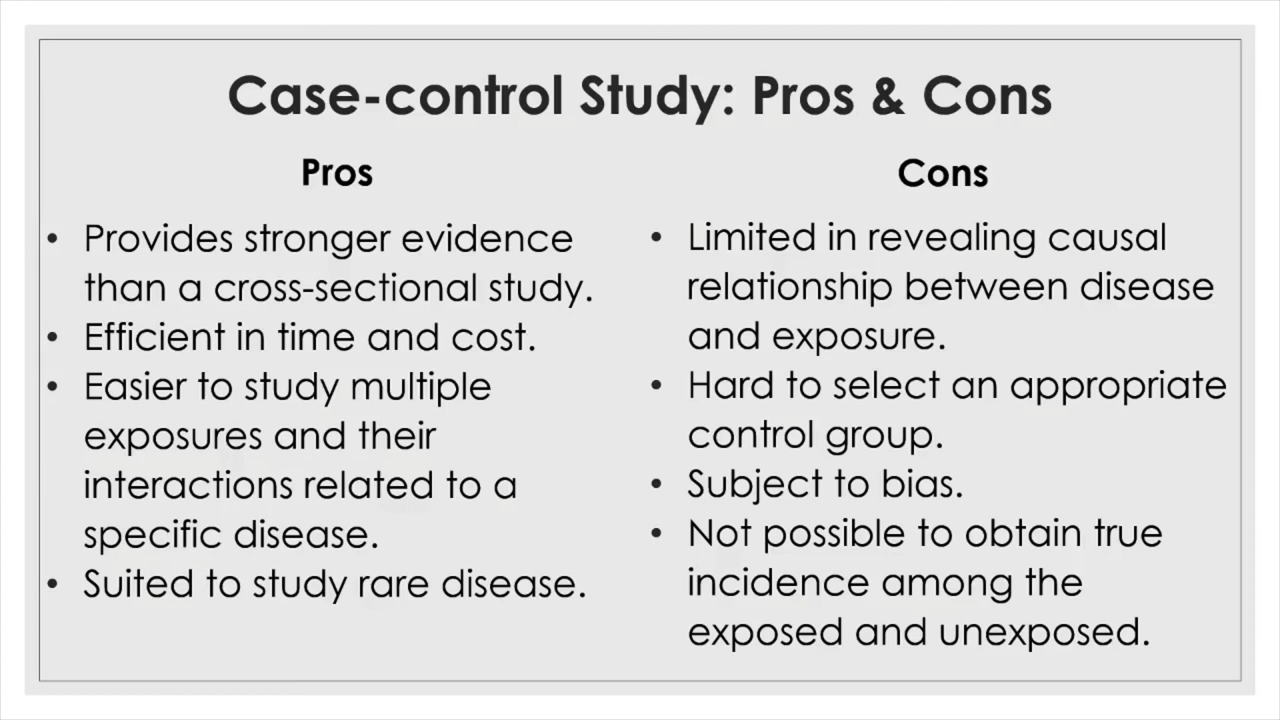 Case-control Study: Pros & Cons
Pros
• Provides stronger evidence
than a cross-sectional study.
• Efficient in time and cost.
• Easier to study multiple
exposures and their
interactions related to a
specific disease.
• Suited to study rare disease.
Cons
• Limited in revealing causal
relationship between disease
and exposure.
• Hard to select an appropriate
control group.
• Subject to bias.
• Not possible to obtain true
incidence among the
exposed and unexposed.